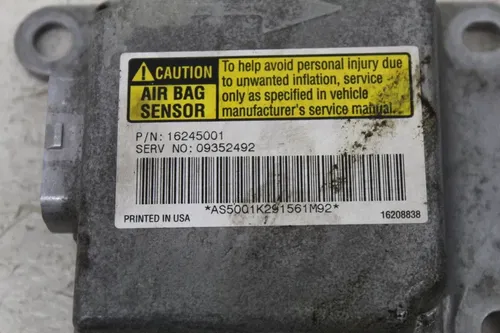 ⚠ CAUTION
AIR BAG
SENSOR
To help avoid personal injury due
to unwanted inflation, service
only as specified in vehicle
manufacturer's service manual.
P/N: 16245001
SERV NO: 09352492
*AS5001K291561M92*
PRINTED IN USA
16208838